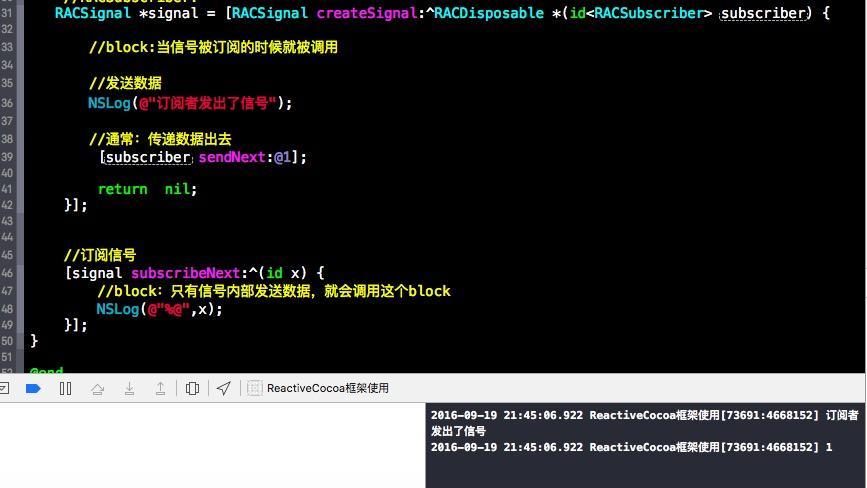 31 RACSignal *signal = [RACSignal createSignal:^RACDisposable *(id<RACSubscriber> subscriber) {
32
33 //block:当信号被订阅的时候就被调用
34
35 //发送数据
36 NSLog(@"订阅者发出了信号");
37
38 //通常：传递数据出去
39 [subscriber sendNext:@1];
40
41 return nil;
42 }];
43
44
45 //订阅信号
46 [signal subscribeNext:^(id x) {
47 //block：只有信号内部发送数据，就会调用这个block
48 NSLog(@"%@",x);
49 }];
50 }
51
@end
ReactiveCocoa框架使用
2016-09-19 21:45:06.922 ReactiveCocoa框架使用[73691:4668152] 订阅者
发出了信号
2016-09-19 21:45:06.922 ReactiveCocoa框架使用[73691:4668152] 1